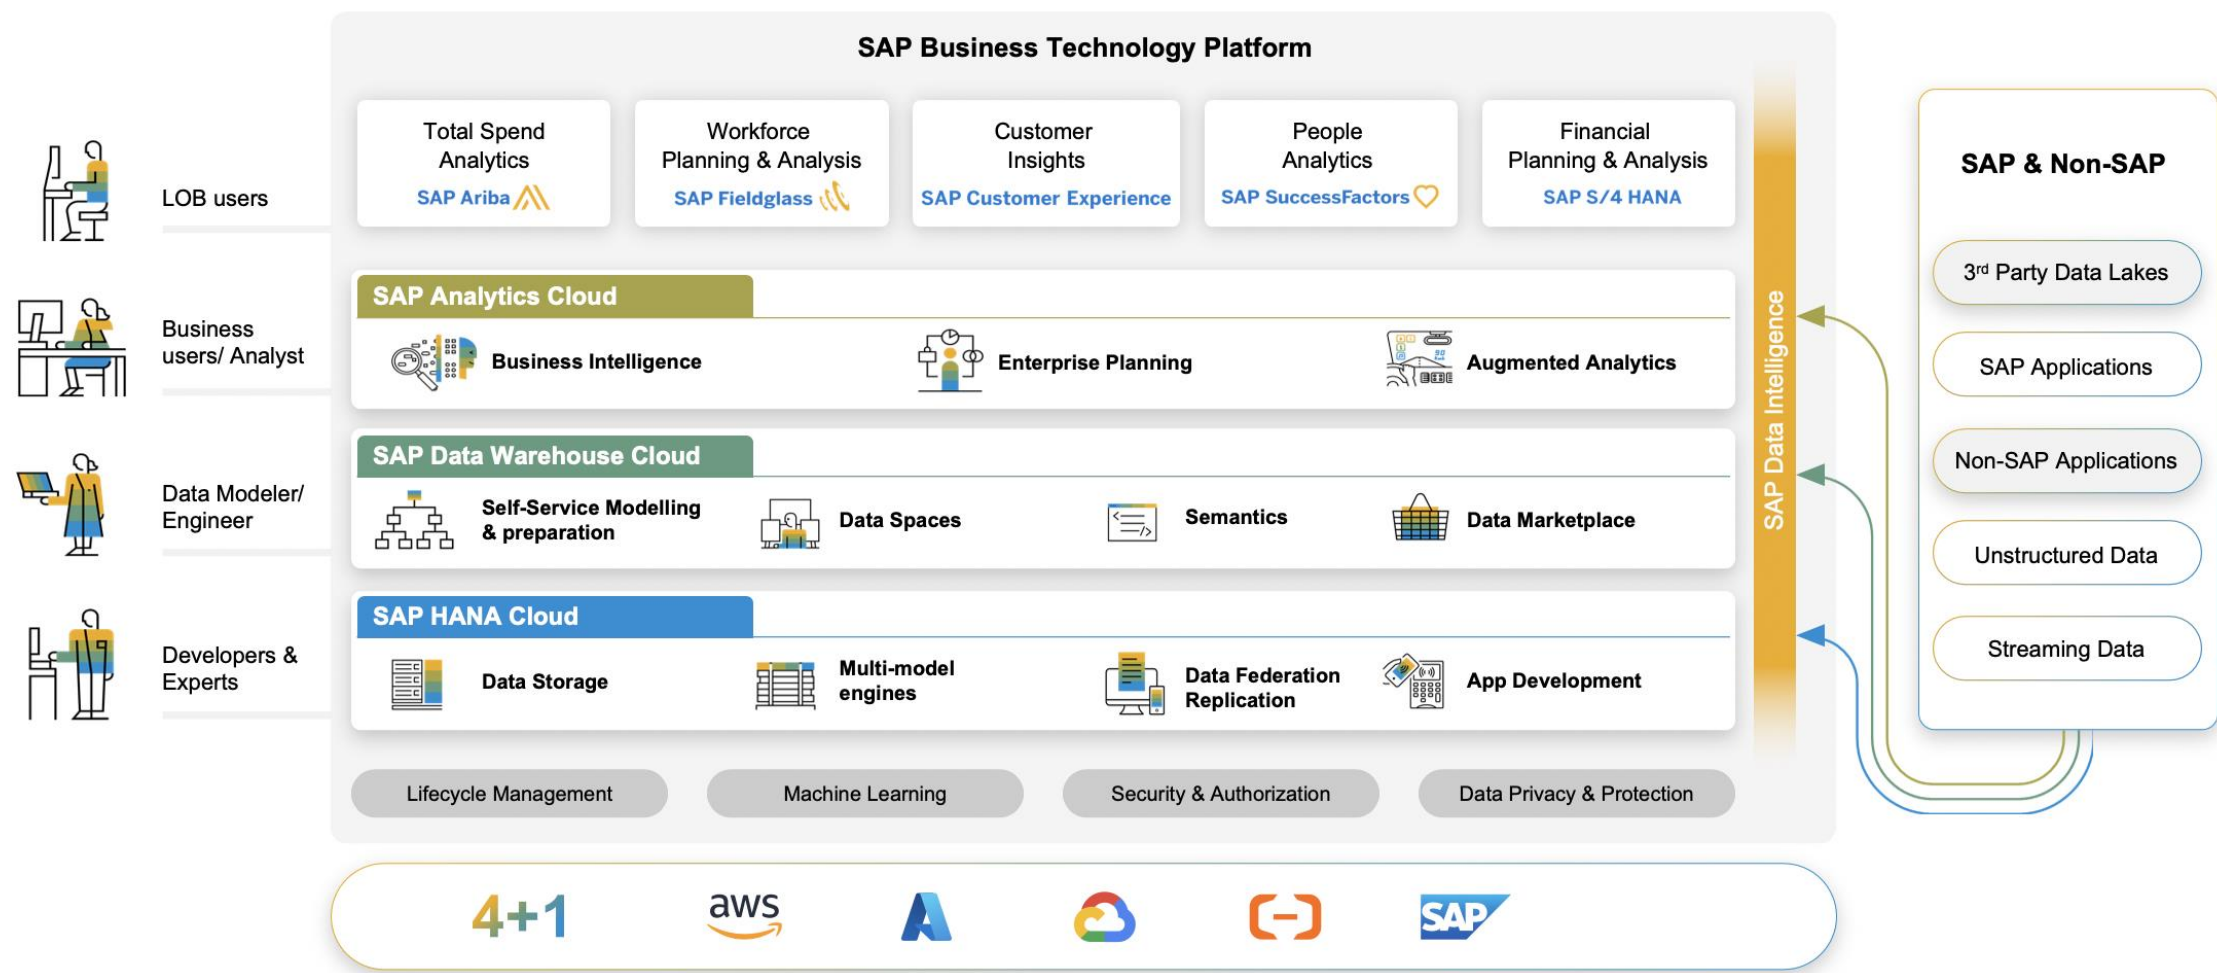 SAP Business Technology Platform
LOB users
Total Spend
Analytics
SAP Ariba
Workforce
Planning & Analysis
SAP Fieldglass
Customer
Insights
SAP Customer Experience
People
Analytics
SAP SuccessFactors
Financial
Planning & Analysis
SAP S/4 HANA
Business
users/ Analyst
SAP Analytics Cloud
Business Intelligence
Enterprise Planning
Augmented Analytics
Data Modeler/
Engineer
SAP Data Warehouse Cloud
Self-Service Modelling
& preparation
Data Spaces
Semantics
Data Marketplace
Developers &
Experts
SAP HANA Cloud
Data Storage
Multi-model
engines
Data Federation
Replication
App Development
Lifecycle Management
Machine Learning
Security & Authorization
Data Privacy & Protection
SAP Data Intelligence
SAP & Non-SAP
3rd Party Data Lakes
SAP Applications
Non-SAP Applications
Unstructured Data
Streaming Data
4+1
aws
SAP